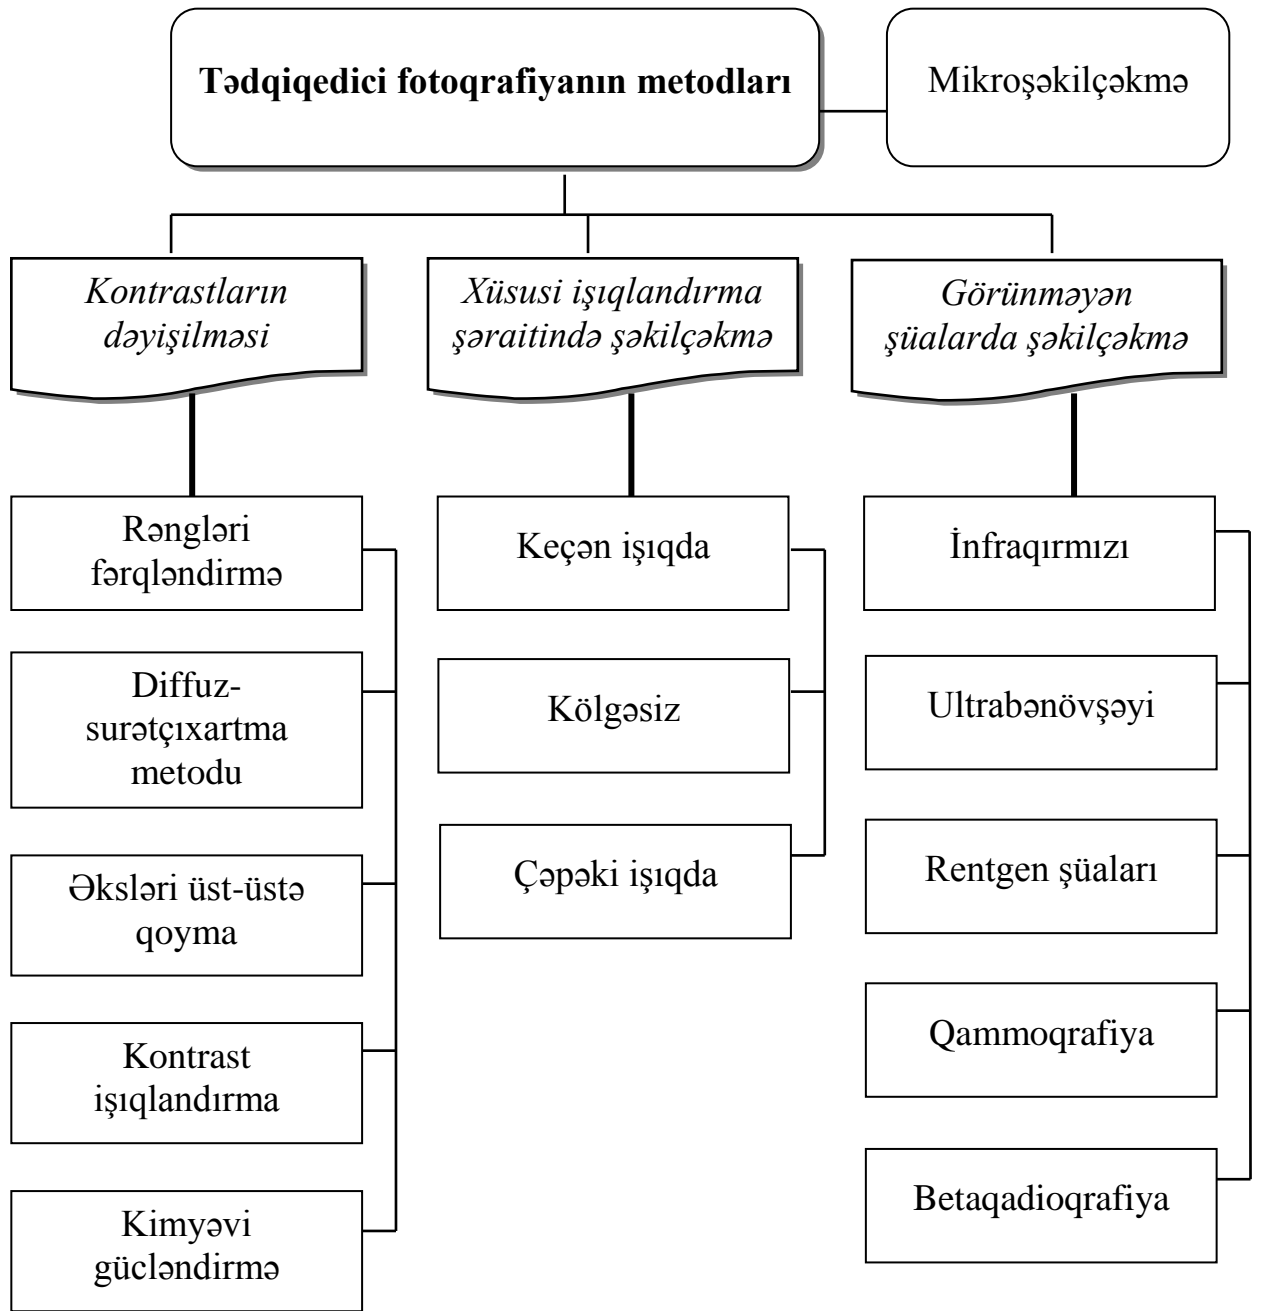 Tədqiqedici fotoqrafiyanın metodları
Mikroşəkilçəkmə
Kontrastların
dəyişilməsi
Xüsusi işıqlandırma
şəraitində şəkilçəkmə
Görünməyən
şüalarda şəkilçəkmə
Rəngləri
fərqləndirmə
Diffuz-
surətçıxartma
metodu
Əksləri üst-üstə
qoyma
Kontrast
işıqlandırma
Kimyəvi
gücləndirmə
Keçən işıqda
Kölgəsiz
Çəpəki işıqda
İnfraqırmızı
Ultrabənövşəyi
Rentgen şüaları
Qammoqrafiya
Betaqadioqrafiya